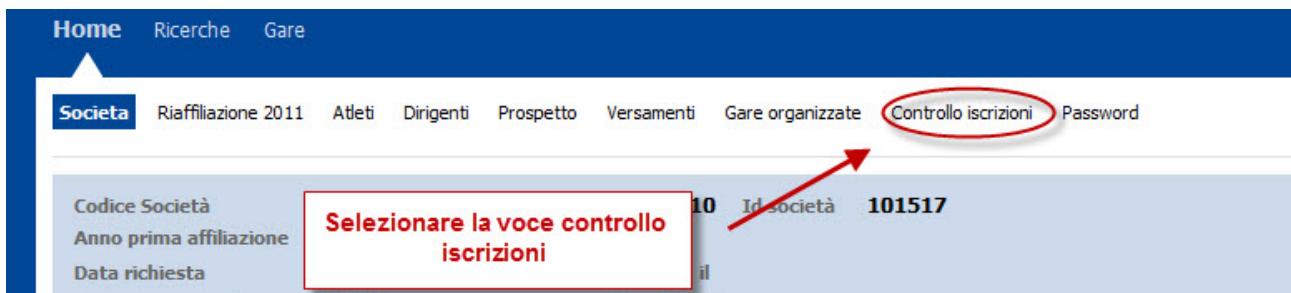 Home Ricerche Gare
Societa Riaffiliazione 2011 Atleti Dirigenti Prospetto Versamenti Gare organizzate Controllo iscrizioni Password
Codice Società 10 Id società 101517
Anno prima affiliazione
Data richiesta il
Selezionare la voce controllo
iscrizioni